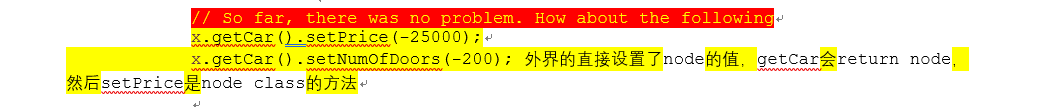 // So far, there was no problem. How about the following
x.getCar().setPrice(-25000);
x.getCar().setNumOfDoors(-200); 外界的直接设置了node的值，getCar会return node，
然后setPrice是node class的方法